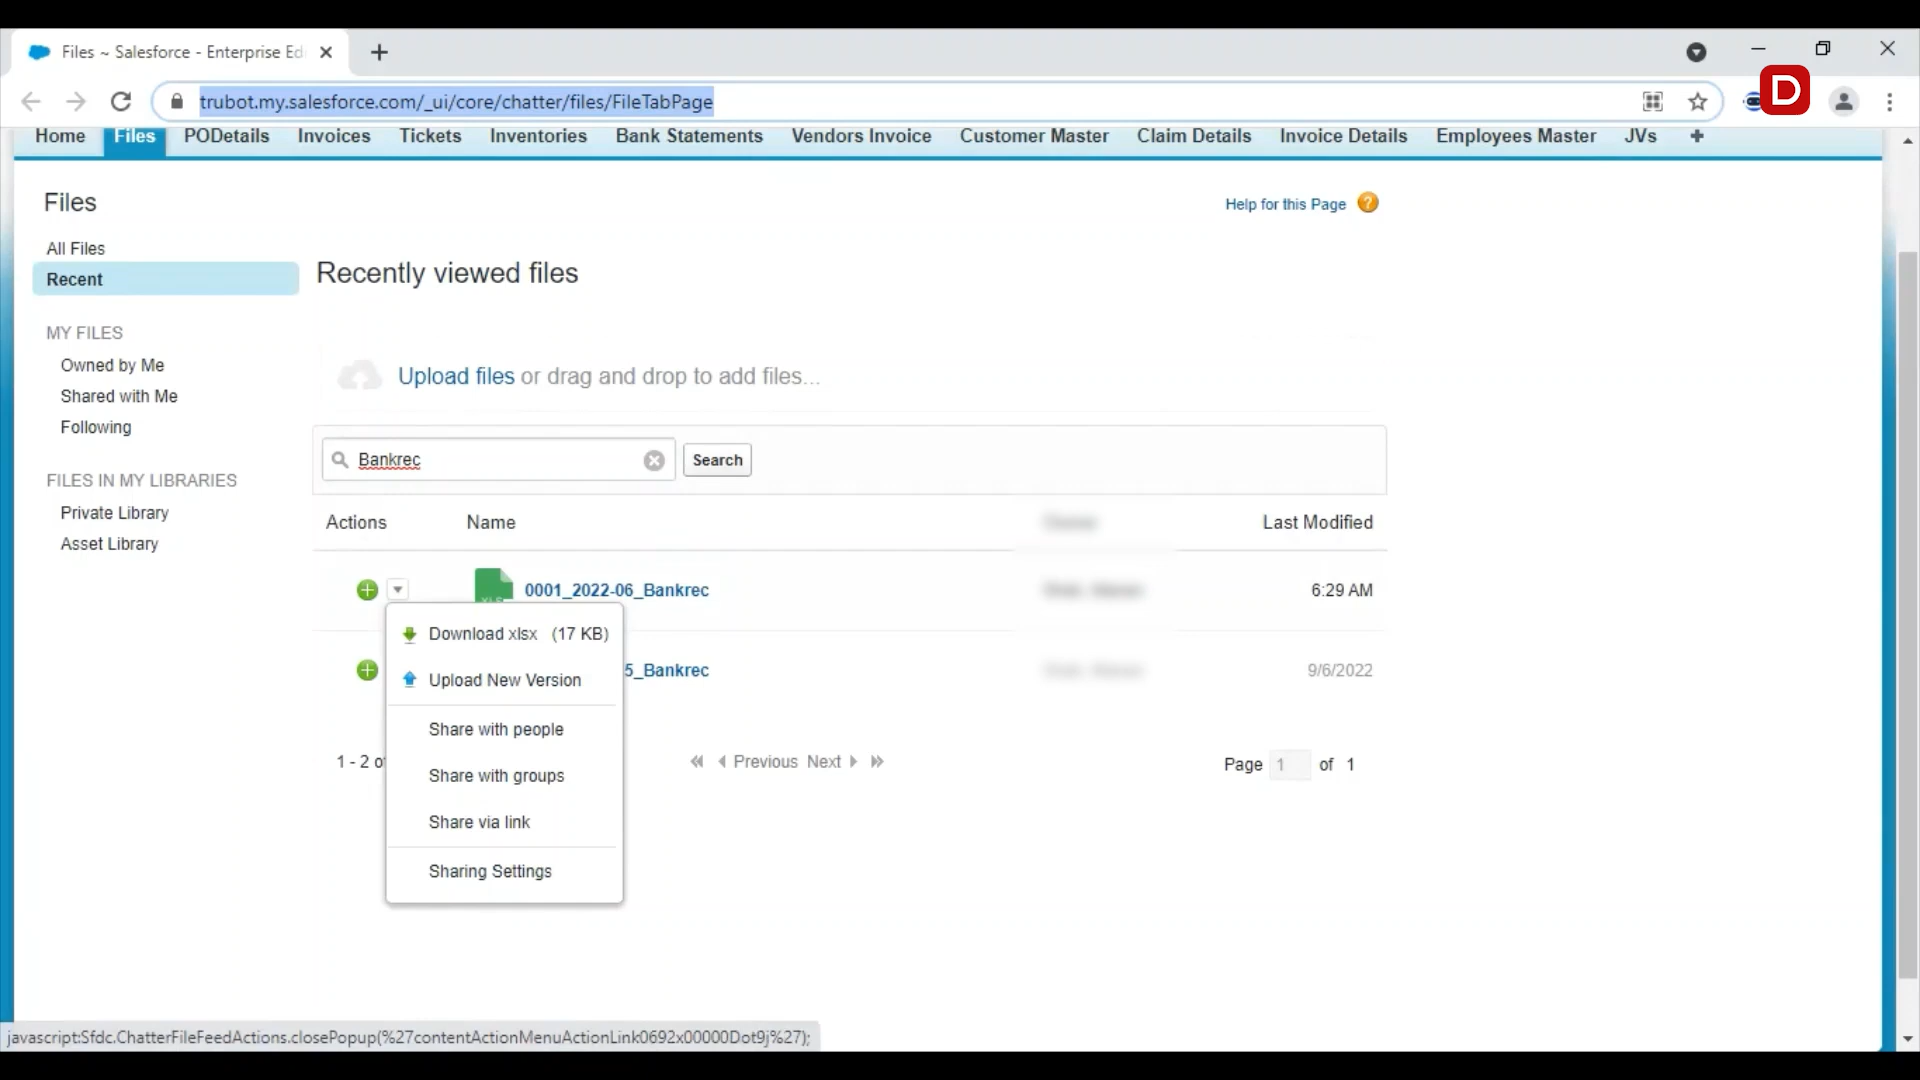 Files ~ Salesforce - Enterprise Ed
trubot.my.salesforce.com/_ui/core/chatter/files/FileTabPage
D
Home Files PODetails Invoices Tickets Inventories Bank Statements Vendors Invoice Customer Master Claim Details Invoice Details Employees Master JVs +
Files
Help for this Page ?
All Files
Recent
Recently viewed files
MY FILES
Owned by Me
Shared with Me
Following
Upload files or drag and drop to add files...
FILES IN MY LIBRARIES
Private Library
Asset Library
Bankrec
Search
Actions Name Last Modified
0001_2022-06_Bankrec 6:29 AM
Download xlsx (17 KB)
5_Bankrec 9/6/2022
Upload New Version
Share with people
1 - 2 Previous Next Page 1 of 1
Share with groups
Share via link
Sharing Settings
javascript:Sfdc.ChatterFileFeedActions.closePopup(%27contentActionMenuActionLink0692x00000Dot9j%27);